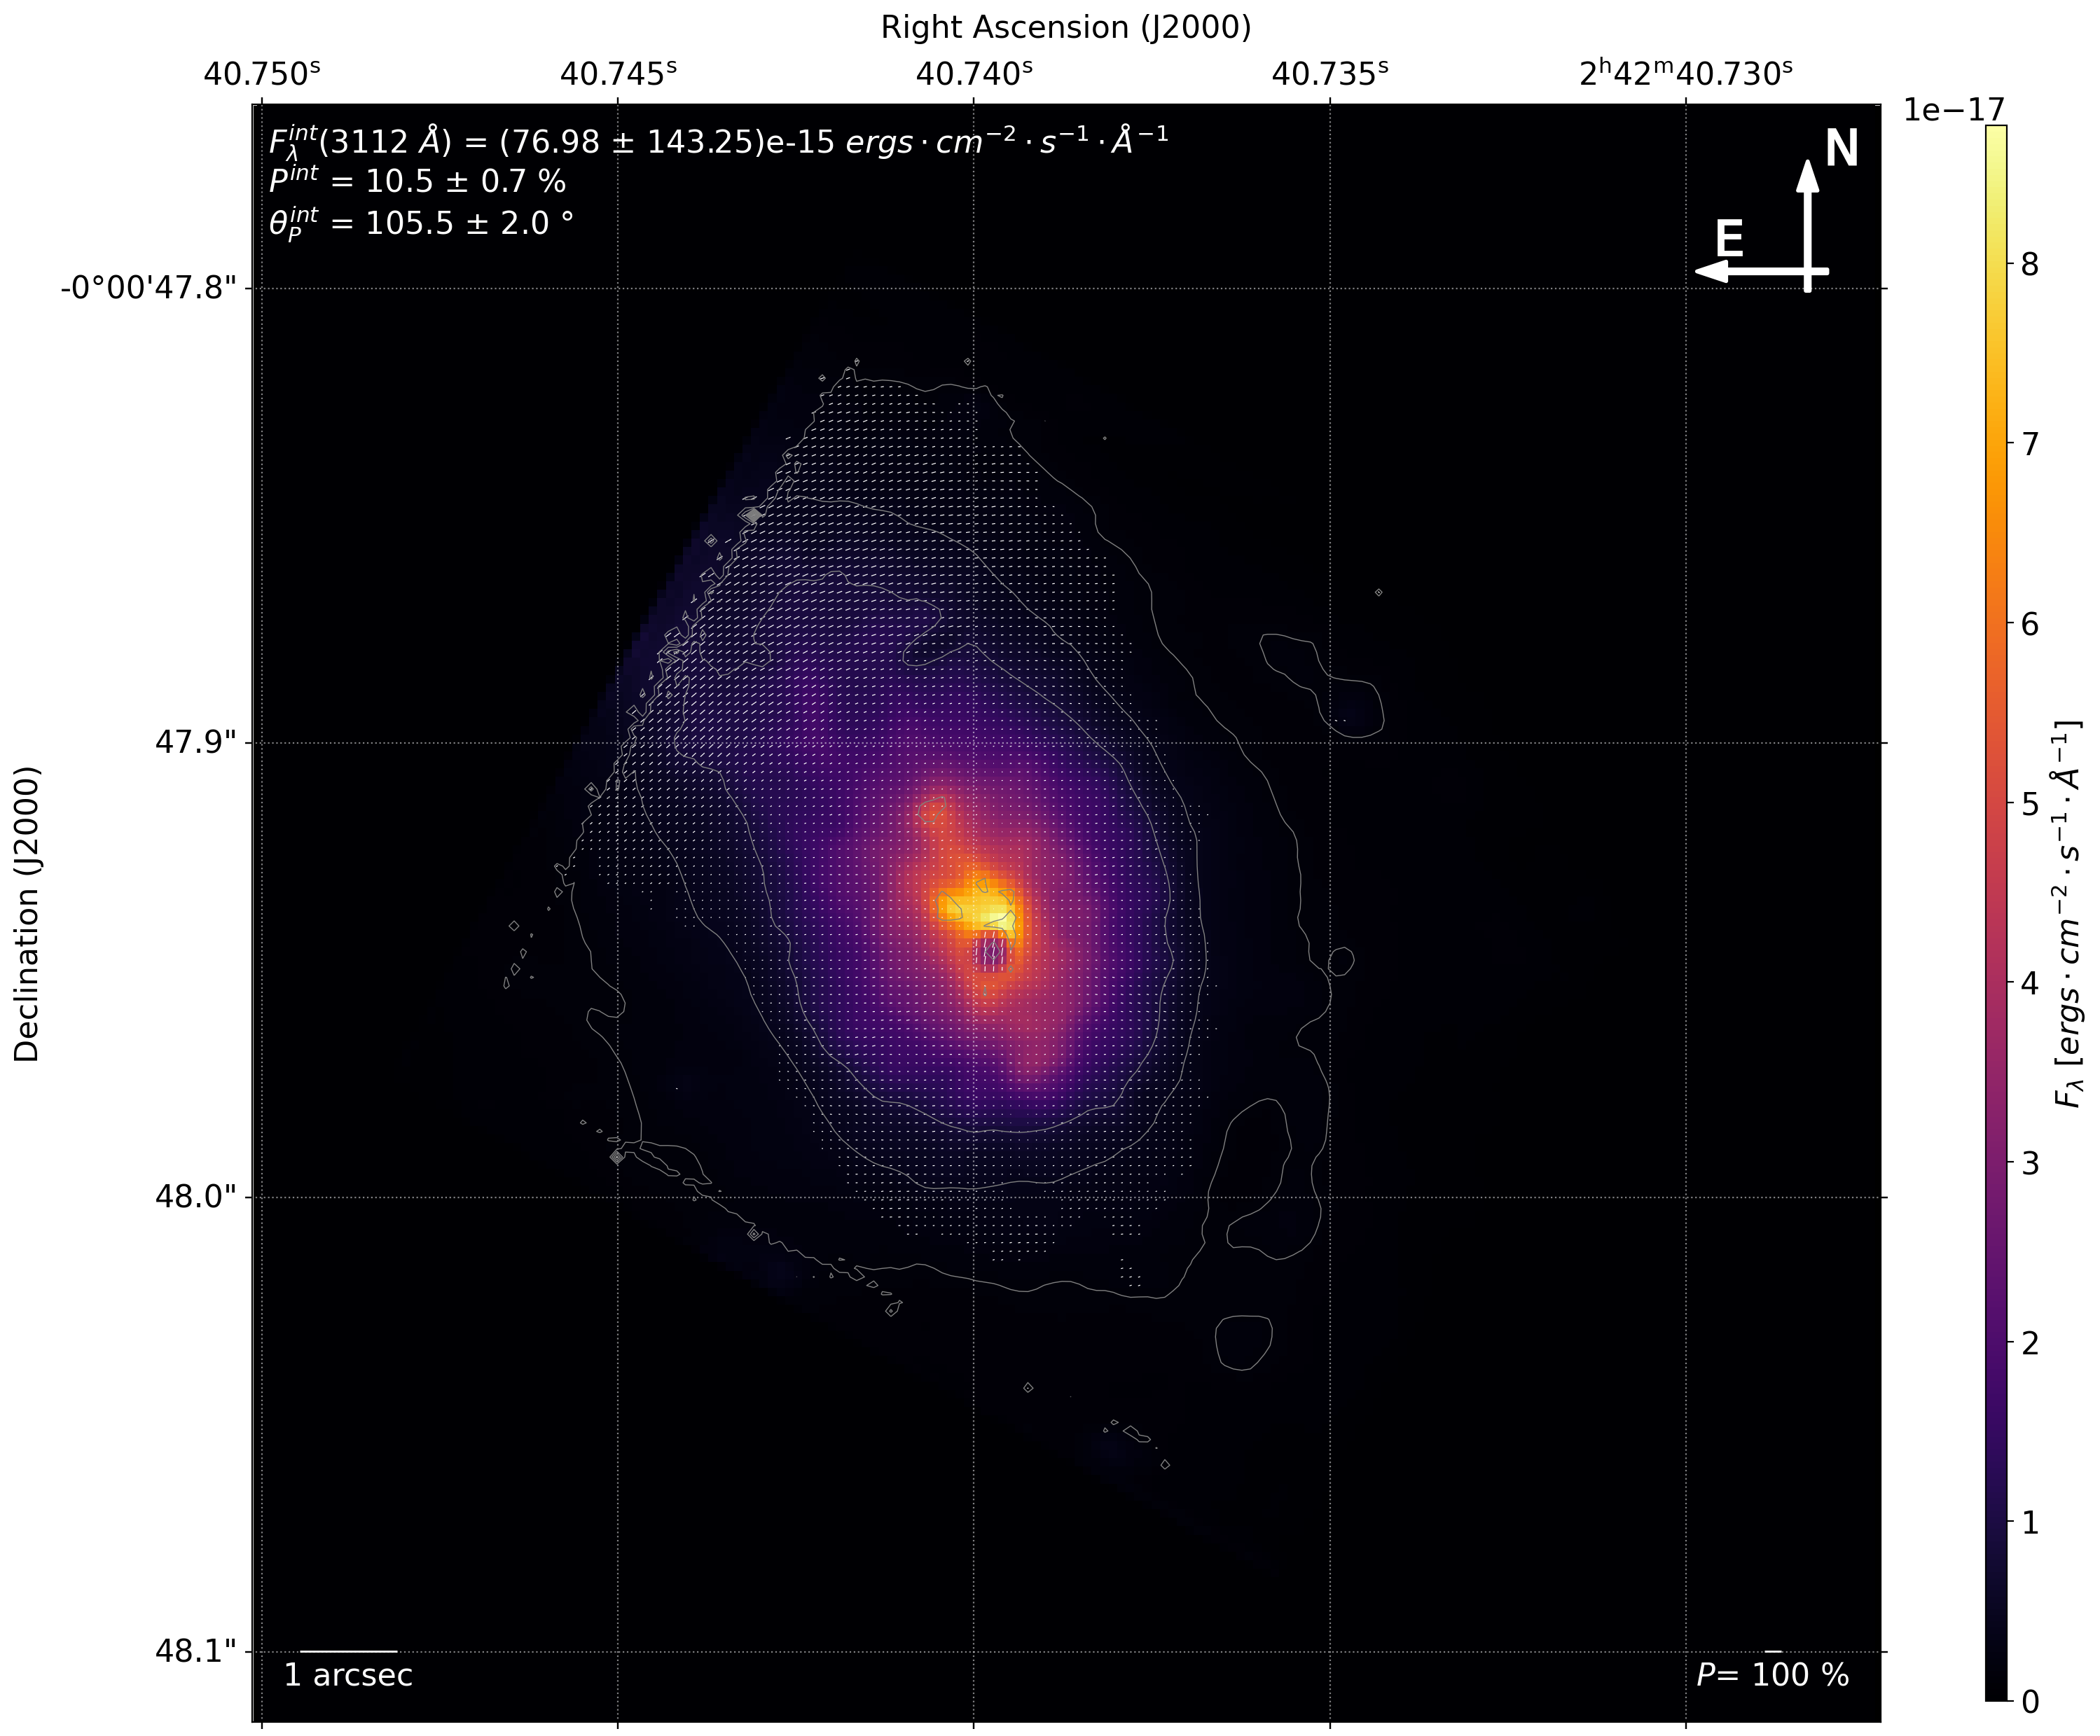 Right Ascension (J2000)
40.750ˢ 40.745ˢ 40.740ˢ 40.735ˢ 2ʰ42ᵐ40.730ˢ
1e−17
F_λ^int(3112 Å) = (76.98 ± 143.25)e-15 ergs · cm⁻² · s⁻¹ · Å⁻¹
P^int = 10.5 ± 0.7 %
θ_P^int = 105.5 ± 2.0 °
N
E
-0°00'47.8"
47.9"
48.0"
48.1"
Declination (J2000)
1 arcsec
P= 100 %
8
7
6
5
4
3
2
1
0
F_λ [ergs · cm⁻² · s⁻¹ · Å⁻¹]